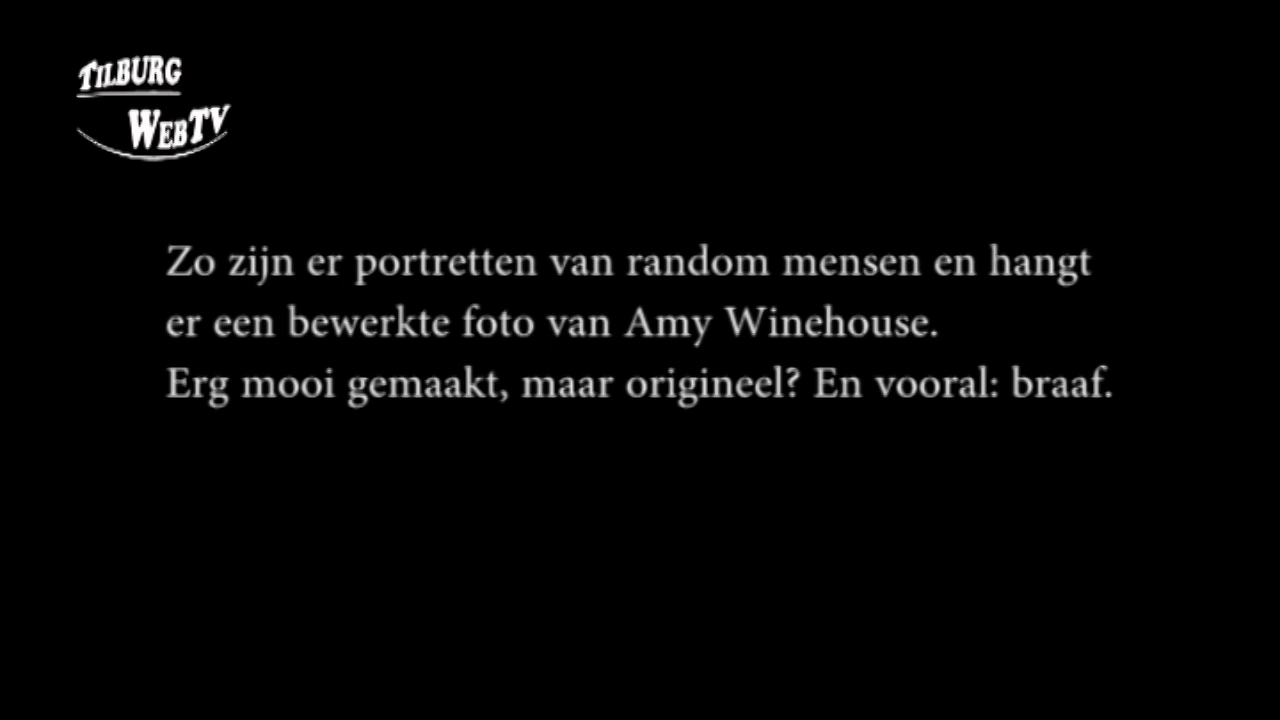 TILBURG
WEBTV
Zo zijn er portretten van random mensen en hangt
er een bewerkte foto van Amy Winehouse.
Erg mooi gemaakt, maar origineel? En vooral: braaf.